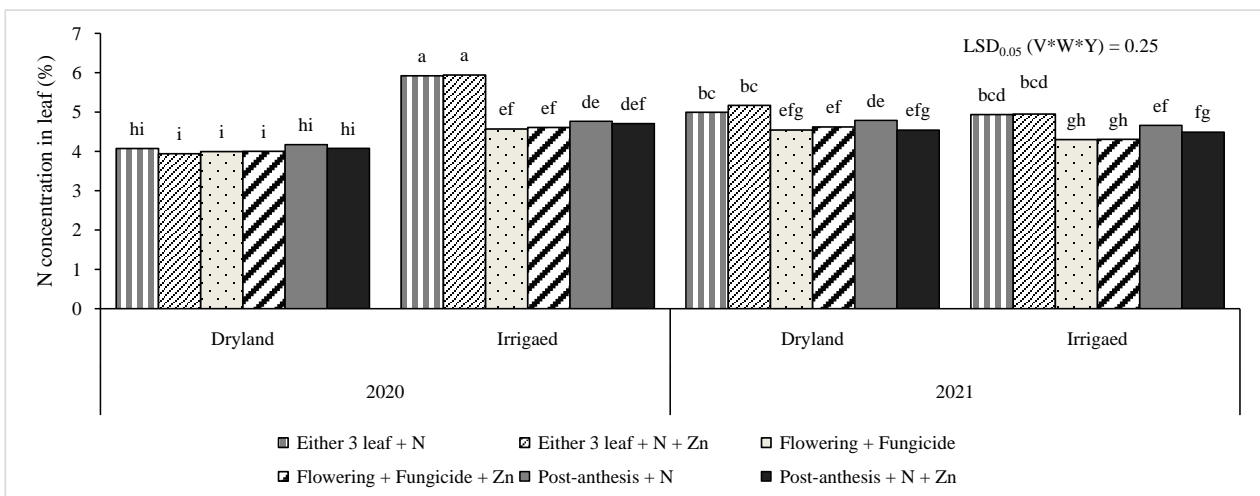 N concentration in leaf (%)
7
6
5
4
3
2
1
0
LSD0.05 (V*W*Y) = 0.25
hi i i i hi hi
a a ef ef de def
bc bc efg ef de efg
bcd bcd gh gh ef fg
Dryland Irrigaed Dryland Irrigaed
2020 2021
Either 3 leaf + N Either 3 leaf + N + Zn Flowering + Fungicide
Flowering + Fungicide + Zn Post-anthesis + N Post-anthesis + N + Zn